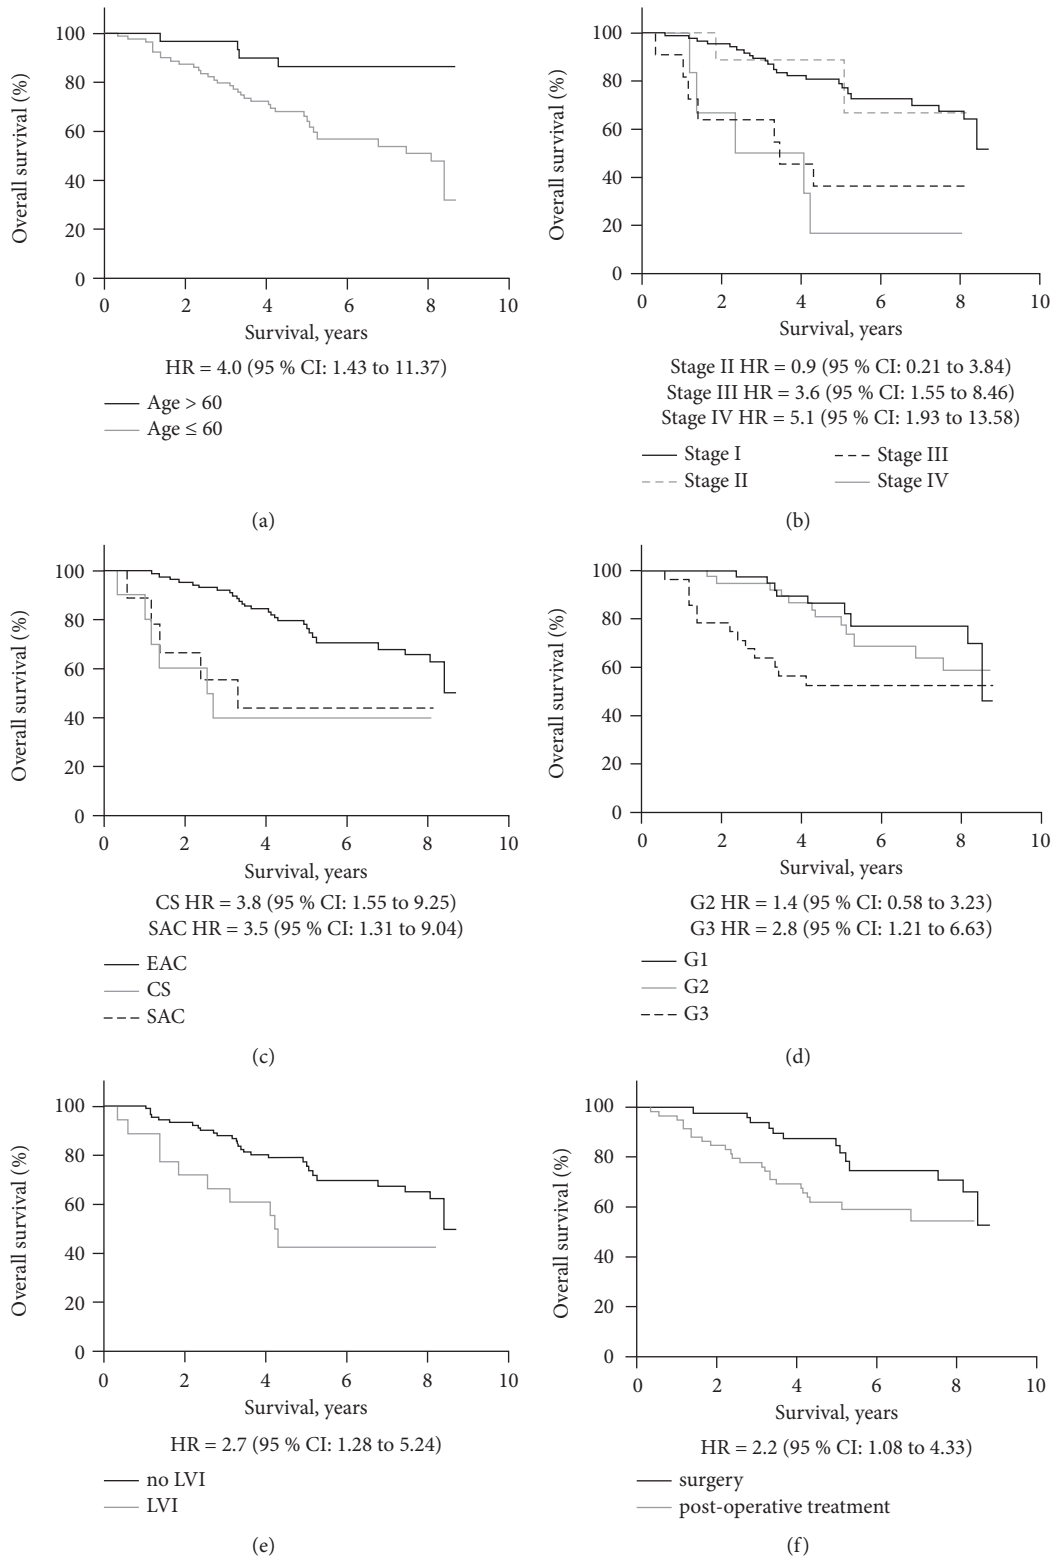 100
80
60
40
20
0
Overall survival (%)
0 2 4 6 8 10
Survival, years
HR = 4.0 (95 % CI: 1.43 to 11.37)
Age > 60
Age ≤ 60
(a)
100
80
60
40
20
0
Overall survival (%)
0 2 4 6 8 10
Survival, years
Stage II HR = 0.9 (95 % CI: 0.21 to 3.84)
Stage III HR = 3.6 (95 % CI: 1.55 to 8.46)
Stage IV HR = 5.1 (95 % CI: 1.93 to 13.58)
Stage I Stage III
Stage II Stage IV
(b)
100
80
60
40
20
0
Overall survival (%)
0 2 4 6 8 10
Survival, years
CS HR = 3.8 (95 % CI: 1.55 to 9.25)
SAC HR = 3.5 (95 % CI: 1.31 to 9.04)
EAC
CS
SAC
(c)
100
80
60
40
20
0
Overall survival (%)
0 2 4 6 8 10
Survival, years
G2 HR = 1.4 (95 % CI: 0.58 to 3.23)
G3 HR = 2.8 (95 % CI: 1.21 to 6.63)
G1
G2
G3
(d)
100
80
60
40
20
0
Overall survival (%)
0 2 4 6 8 10
Survival, years
HR = 2.7 (95 % CI: 1.28 to 5.24)
no LVI
LVI
(e)
100
80
60
40
20
0
Overall survival (%)
0 2 4 6 8 10
Survival, years
HR = 2.2 (95 % CI: 1.08 to 4.33)
surgery
post-operative treatment
(f)